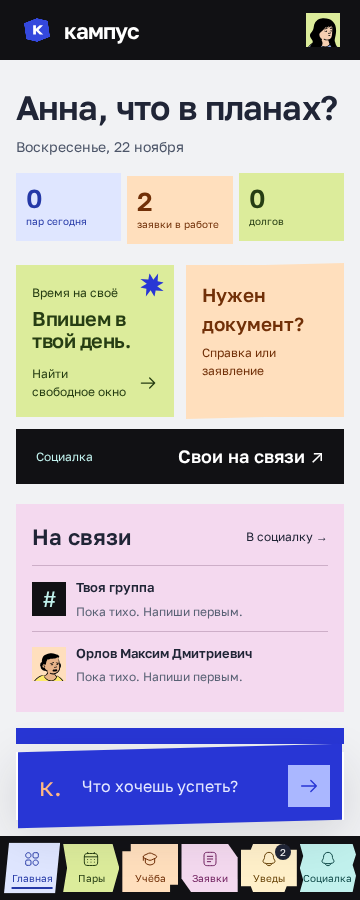 K кампус
Анна, что в планах?
Воскресенье, 22 ноября
0
пар сегодня
2
заявки в работе
0
долгов
Время на своё
Впишем в
твой день.
Найти
свободное окно →
Нужен
документ?
Справка или
заявление
Социалка
Свои на связи ↗
На связи
В социалку →
#
Твоя группа
Пока тихо. Напиши первым.
Орлов Максим Дмитриевич
Пока тихо. Напиши первым.
К.
Что хочешь успеть? →
Главная
Пары
Учёба
Заявки
2
Уведы
Социалка